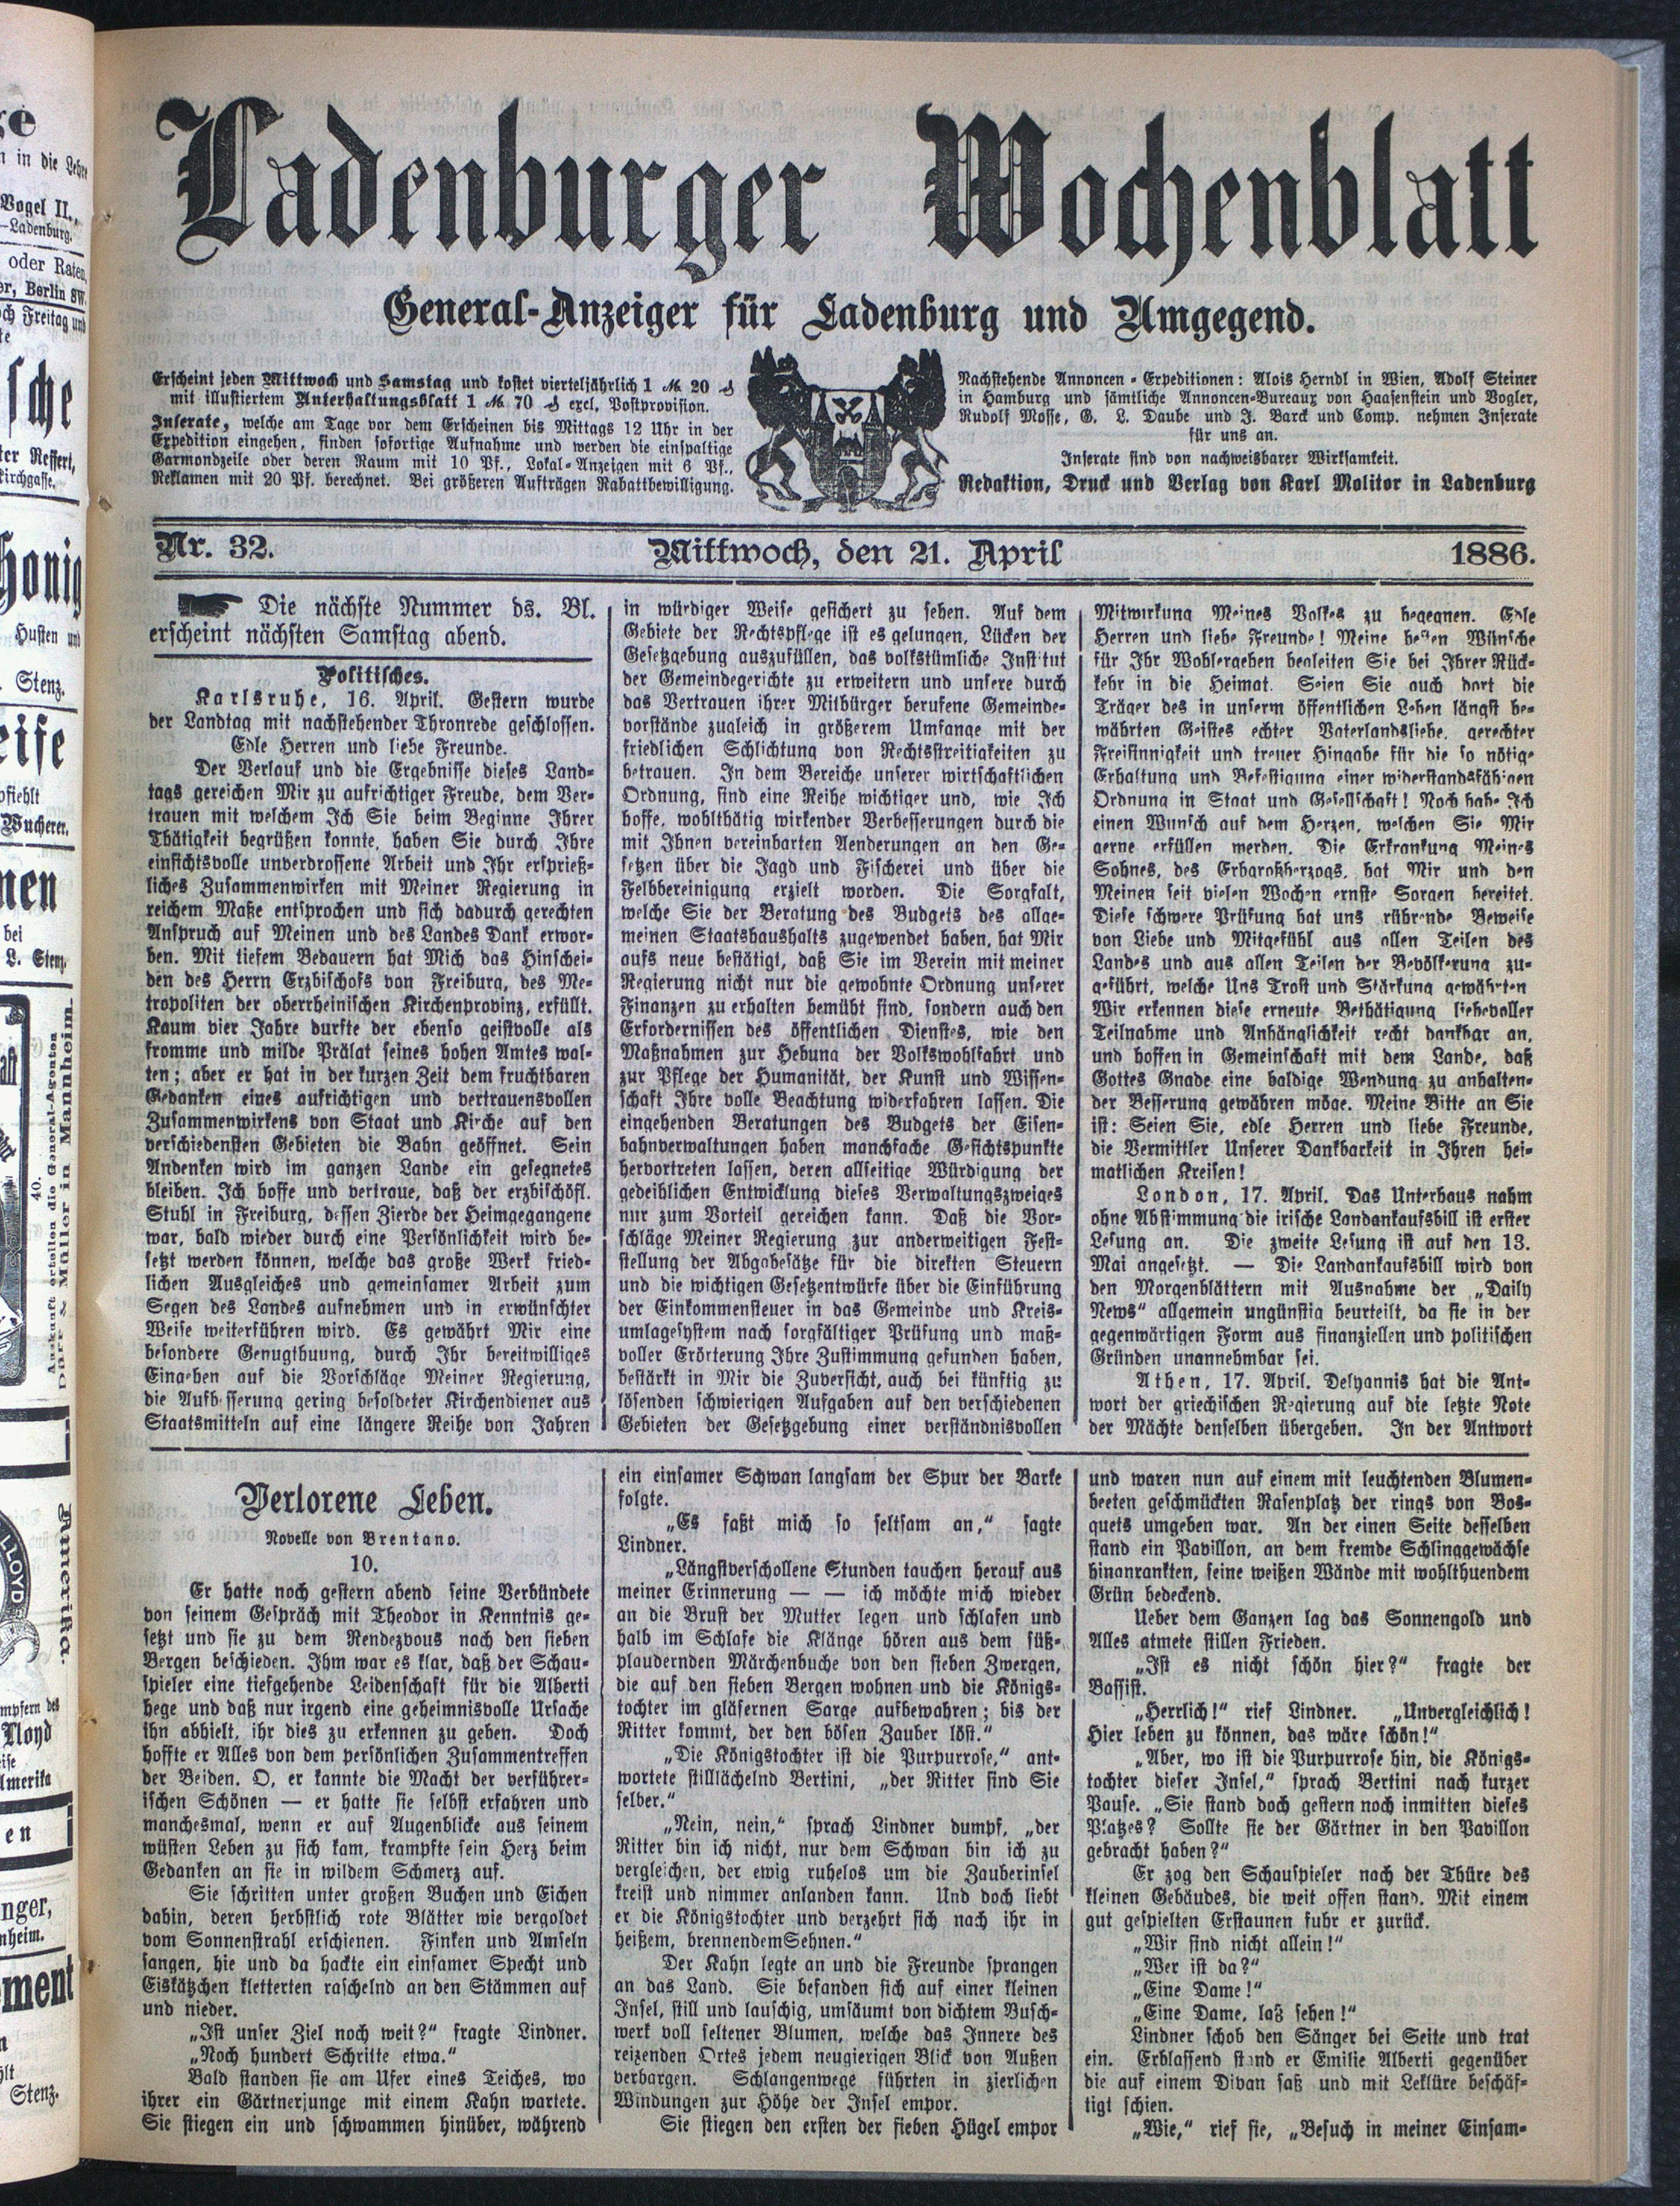 Ladenburger Wochenblatt
General-Anzeiger für Ladenburg und Umgegend.
Erscheint jeden Mittwoch und Samstag und kostet vierteljährlich 1 ℳ 20 ₰
mit illustriertem Unterhaltungsblatt 1 ℳ 70 ₰ excl. Postprovision.
Inserate, welche am Tage vor dem Erscheinen bis Mittags 12 Uhr in der
Expedition eingehen, finden sofortige Aufnahme und werden die einspaltige
Garmondzeile oder deren Raum mit 10 Pf., Lokal-Anzeigen mit 6 Pf.,
Reklamen mit 20 Pf. berechnet. Bei größeren Aufträgen Rabattbewilligung.
Nachstehende Annoncen-Expeditionen: Alois Herndl in Wien, Adolf Steiner
in Hamburg und sämtliche Annoncen-Bureaux von Haasenstein und Vogler,
Rudolf Mosse, G. L. Daube und J. Barck und Comp. nehmen Inserate
für uns an.
Inserate sind von nachweisbarer Wirksamkeit.
Redaktion, Druck und Verlag von Karl Molitor in Ladenburg
Nr. 32. Mittwoch, den 21. April 1886.
Die nächste Nummer ds. Bl.
erscheint nächsten Samstag abend.
Politisches.
Karlsruhe, 16. April. Gestern wurde
der Landtag mit nachstehender Thronrede geschlossen.
Edle Herren und liebe Freunde.
Der Verlauf und die Ergebnisse dieses Land-
tags gereichen Mir zu aufrichtiger Freude, dem Ver-
trauen mit welchem Ich Sie beim Beginne Ihrer
Thätigkeit begrüßen konnte, haben Sie durch Ihre
einsichtsvolle unverdrossene Arbeit und Ihr ersprieß-
liches Zusammenwirken mit Meiner Regierung in
reichem Maße entsprochen und sich dadurch gerechten
Anspruch auf Meinen und des Landes Dank erwor-
ben. Mit tiefem Bedauern hat Mich das Hinschei-
den des Herrn Erzbischofs von Freiburg, des Me-
tropoliten der oberrheinischen Kirchenprovinz, erfüllt.
Kaum vier Jahre durfte der ebenso geistvolle als
fromme und milde Prälat seines hohen Amtes wal-
ten; aber er hat in der kurzen Zeit dem fruchtbaren
Gedanken eines aufrichtigen und vertrauensvollen
Zusammenwirkens von Staat und Kirche auf den
verschiedensten Gebieten die Bahn geöffnet. Sein
Andenken wird im ganzen Lande ein gesegnetes
bleiben. Ich hoffe und vertraue, daß der erzbischöfl.
Stuhl in Freiburg, dessen Zierde der Heimgegangene
war, bald wieder durch eine Persönlichkeit wird be-
setzt werden können, welche das große Werk fried-
lichen Ausgleiches und gemeinsamer Arbeit zum
Segen des Landes aufnehmen und in erwünschter
Weise weiterführen wird. Es gewährt Mir eine
besondere Genugthuung, durch Ihr bereitwilliges
Eingehen auf die Vorschläge Meiner Regierung,
die Aufbesserung gering besoldeter Kirchendiener aus
Staatsmitteln auf eine längere Reihe von Jahren
in würdiger Weise gesichert zu sehen. Auf dem
Gebiete der Rechtspflege ist es gelungen, Lücken der
Gesetzgebung auszufüllen, das volkstümliche Institut
der Gemeindegerichte zu erweitern und unsere durch
das Vertrauen ihrer Mitbürger berufene Gemeinde-
vorstände zugleich in größerem Umfange mit der
friedlichen Schlichtung von Rechtsstreitigkeiten zu
betrauen. In dem Bereiche unserer wirtschaftlichen
Ordnung, sind eine Reihe wichtiger und, wie Ich
hoffe, wohlthätig wirkender Verbesserungen durch die
mit Ihnen vereinbarten Aenderungen an den Ge-
setzen über die Jagd und Fischerei und über die
Feldbereinigung erzielt worden. Die Sorgfalt,
welche Sie der Beratung des Budgets des allge-
meinen Staatshaushalts zugewendet haben, hat Mir
aufs neue bestätigt, daß Sie im Verein mit meiner
Regierung nicht nur die gewohnte Ordnung unserer
Finanzen zu erhalten bemüht sind, sondern auch den
Erfordernissen des öffentlichen Dienstes, wie den
Maßnahmen zur Hebung der Volkswohlfahrt und
zur Pflege der Humanität, der Kunst und Wissen-
schaft Ihre volle Beachtung widerfahren lassen. Die
eingehenden Beratungen des Budgets der Eisen-
bahnverwaltungen haben manchfache Gesichtspunkte
hervortreten lassen, deren allseitige Würdigung der
gedeiblichen Entwicklung dieses Verwaltungszweiges
nur zum Vorteil gereichen kann. Daß die Vor-
schläge Meiner Regierung zur anderweitigen Fest-
stellung der Abgabesätze für die direkten Steuern
und die wichtigen Gesetzentwürfe über die Einführung
der Einkommensteuer in das Gemeinde und Kreis-
umlagesystem nach sorgfältiger Prüfung und maß-
voller Erörterung Ihre Zustimmung gefunden haben,
bestärkt in Mir die Zuversicht, auch bei künftig zu
lösenden schwierigen Aufgaben auf den verschiedenen
Gebieten der Gesetzgebung einer verständnisvollen
Mitwirkung Meines Volkes zu begegnen. Edle
Herren und liebe Freunde! Meine besten Wünsche
für Ihr Wohlergehen begleiten Sie bei Ihrer Rück-
kehr in die Heimat. Seien Sie auch dort die
Träger des in unserm öffentlichen Leben längst be-
währten Geistes echter Vaterlandsliebe, gerechter
Freisinnigkeit und treuer Hingabe für die so nötige
Erhaltung und Befestigung einer widerstandsfähigen
Ordnung in Staat und Gesellschaft! Noch habe Ich
einen Wunsch auf dem Herzen, welchen Sie Mir
gerne erfüllen werden. Die Erkrankung Meines
Sohnes, des Erbgroßherzogs, hat Mir und den
Meinen seit vielen Wochen ernste Sorgen bereitet.
Diese schwere Prüfung hat uns rührende Beweise
von Liebe und Mitgefühl aus allen Teilen des
Landes und aus allen Teilen der Bevölkerung zu-
geführt, welche Uns Trost und Stärkung gewährten
Wir erkennen diese erneute Bethätigung liebevoller
Teilnahme und Anhänglichkeit recht dankbar an,
und hoffen in Gemeinschaft mit dem Lande, daß
Gottes Gnade eine baldige Wendung zu anhalten-
der Besserung gewähren möge. Meine Bitte an Sie
ist: Seien Sie, edle Herren und liebe Freunde,
die Vermittler Unserer Dankbarkeit in Ihren hei-
matlichen Kreisen!
London, 17. April. Das Unterhaus nahm
ohne Abstimmung die irische Landankaufsbill ist erster
Lesung an. Die zweite Lesung ist auf den 13.
Mai angesetzt. — Die Landankaufsbill wird von
den Morgenblättern mit Ausnahme der „Daily
News“ allgemein ungünstig beurteilt, da sie in der
gegenwärtigen Form aus finanziellen und politischen
Gründen unannehmbar sei.
Athen, 17. April. Delyannis hat die Ant-
wort der griechischen Regierung auf die letzte Note
der Mächte denselben übergeben. In der Antwort
Verlorene Leben.
Novelle von Brentano.
10.
Er hatte noch gestern abend seine Verbündete
von seinem Gespräch mit Theodor in Kenntnis ge-
setzt und sie zu dem Rendezvous nach den sieben
Bergen beschieden. Ihm war es klar, daß der Schau-
spieler eine tiefgehende Leidenschaft für die Alberti
hege und daß nur irgend eine geheimnisvolle Ursache
ihn abhielt, ihr dies zu erkennen zu geben. Doch
hoffte er Alles von dem persönlichen Zusammentreffen
der Beiden. O, er kannte die Macht der verführer-
ischen Schönen — er hatte sie selbst erfahren und
manchesmal, wenn er auf Augenblicke aus seinem
wüsten Leben zu sich kam, krampfte sein Herz beim
Gedanken an sie in wildem Schmerz auf.
Sie schritten unter großen Buchen und Eichen
dahin, deren herbstlich rote Blätter wie vergoldet
vom Sonnenstrahl erschienen. Finken und Amseln
sangen, hie und da hackte ein einsamer Specht und
Eiskätzchen kletterten raschelnd an den Stämmen auf
und nieder.
„Ist unser Ziel noch weit?“ fragte Lindner.
„Noch hundert Schritte etwa.“
Bald standen sie am Ufer eines Teiches, wo
ihrer ein Gärtnerjunge mit einem Kahn wartete.
Sie stiegen ein und schwammen hinüber, während
ein einsamer Schwan langsam der Spur der Barke
folgte.
„Es faßt mich so seltsam an,“ sagte
Lindner.
„Längstverschollene Stunden tauchen herauf aus
meiner Erinnerung — — ich möchte mich wieder
an die Brust der Mutter legen und schlafen und
halb im Schlafe die Klänge hören aus dem süß-
plaudernden Märchenbuche von den sieben Zwergen,
die auf den sieben Bergen wohnen und die Königs-
tochter im gläsernen Sarge aufbewahren; bis der
Ritter kommt, der den bösen Zauber löst.“
„Die Königstochter ist die Purpurrose,“ ant-
wortete stilllächelnd Bertini, „der Ritter sind Sie
selber.“
„Nein, nein,“ sprach Lindner dumpf, „der
Ritter bin ich nicht, nur dem Schwan bin ich zu
vergleichen, der ewig ruhelos um die Zauberinsel
kreist und nimmer anlanden kann. Und doch liebt
er die Königstochter und verzehrt sich nach ihr in
heißem, brennendem Sehnen.“
Der Kahn legte an und die Freunde sprangen
an das Land. Sie befanden sich auf einer kleinen
Insel, still und lauschig, umsäumt von dichtem Busch-
werk voll seltener Blumen, welche das Innere des
reizenden Ortes jedem neugierigen Blick von Außen
verbargen. Schlangenwege führten in zierlichen
Windungen zur Höhe der Insel empor.
Sie stiegen den ersten der sieben Hügel empor
und waren nun auf einem mit leuchtenden Blumen-
beeten geschmückten Rasenplatz der rings von Bos-
quets umgeben war. An der einen Seite desselben
stand ein Pavillon, an dem fremde Schlinggewächse
hinanrankten, seine weißen Wände mit wohlthuendem
Grün bedeckend.
Ueber dem Ganzen lag das Sonnengold und
Alles atmete stillen Frieden.
„Ist es nicht schön hier?“ fragte der
Bassist.
„Herrlich!“ rief Lindner. „Unvergleichlich!
Hier leben zu können, das wäre schön!“
„Aber, wo ist die Purpurrose hin, die Königs-
tochter dieser Insel,“ sprach Bertini nach kurzer
Pause. „Sie stand doch gestern noch inmitten dieses
Platzes? Sollte sie der Gärtner in den Pavillon
gebracht haben?“
Er zog den Schauspieler nach der Thüre des
kleinen Gebäudes, die weit offen stand. Mit einem
gut gespielten Erstaunen fuhr er zurück.
„Wir sind nicht allein!“
„Wer ist da?“
„Eine Dame!“
„Eine Dame, laß sehen!“
Lindner schob den Sänger bei Seite und trat
ein. Erblassend stand er Emilie Alberti gegenüber
die auf einem Divan saß und mit Lektüre beschäf-
tigt schien.
„Wie,“ rief sie, „Besuch in meiner Einsam-
in die Lehre
Vogel II.,
—Ladenburg.
oder Raten,
Berlin SW.
Freitag und
Kirchgasse.
Honig
Husten und
Stenz.
Wucherer.
bei
L. Stenz.
40.
Auskunft erteilen die General-Agenten
Müller in Mannheim.
LLOYD
Amerika.
Lloyd
Amerika
Stenz.